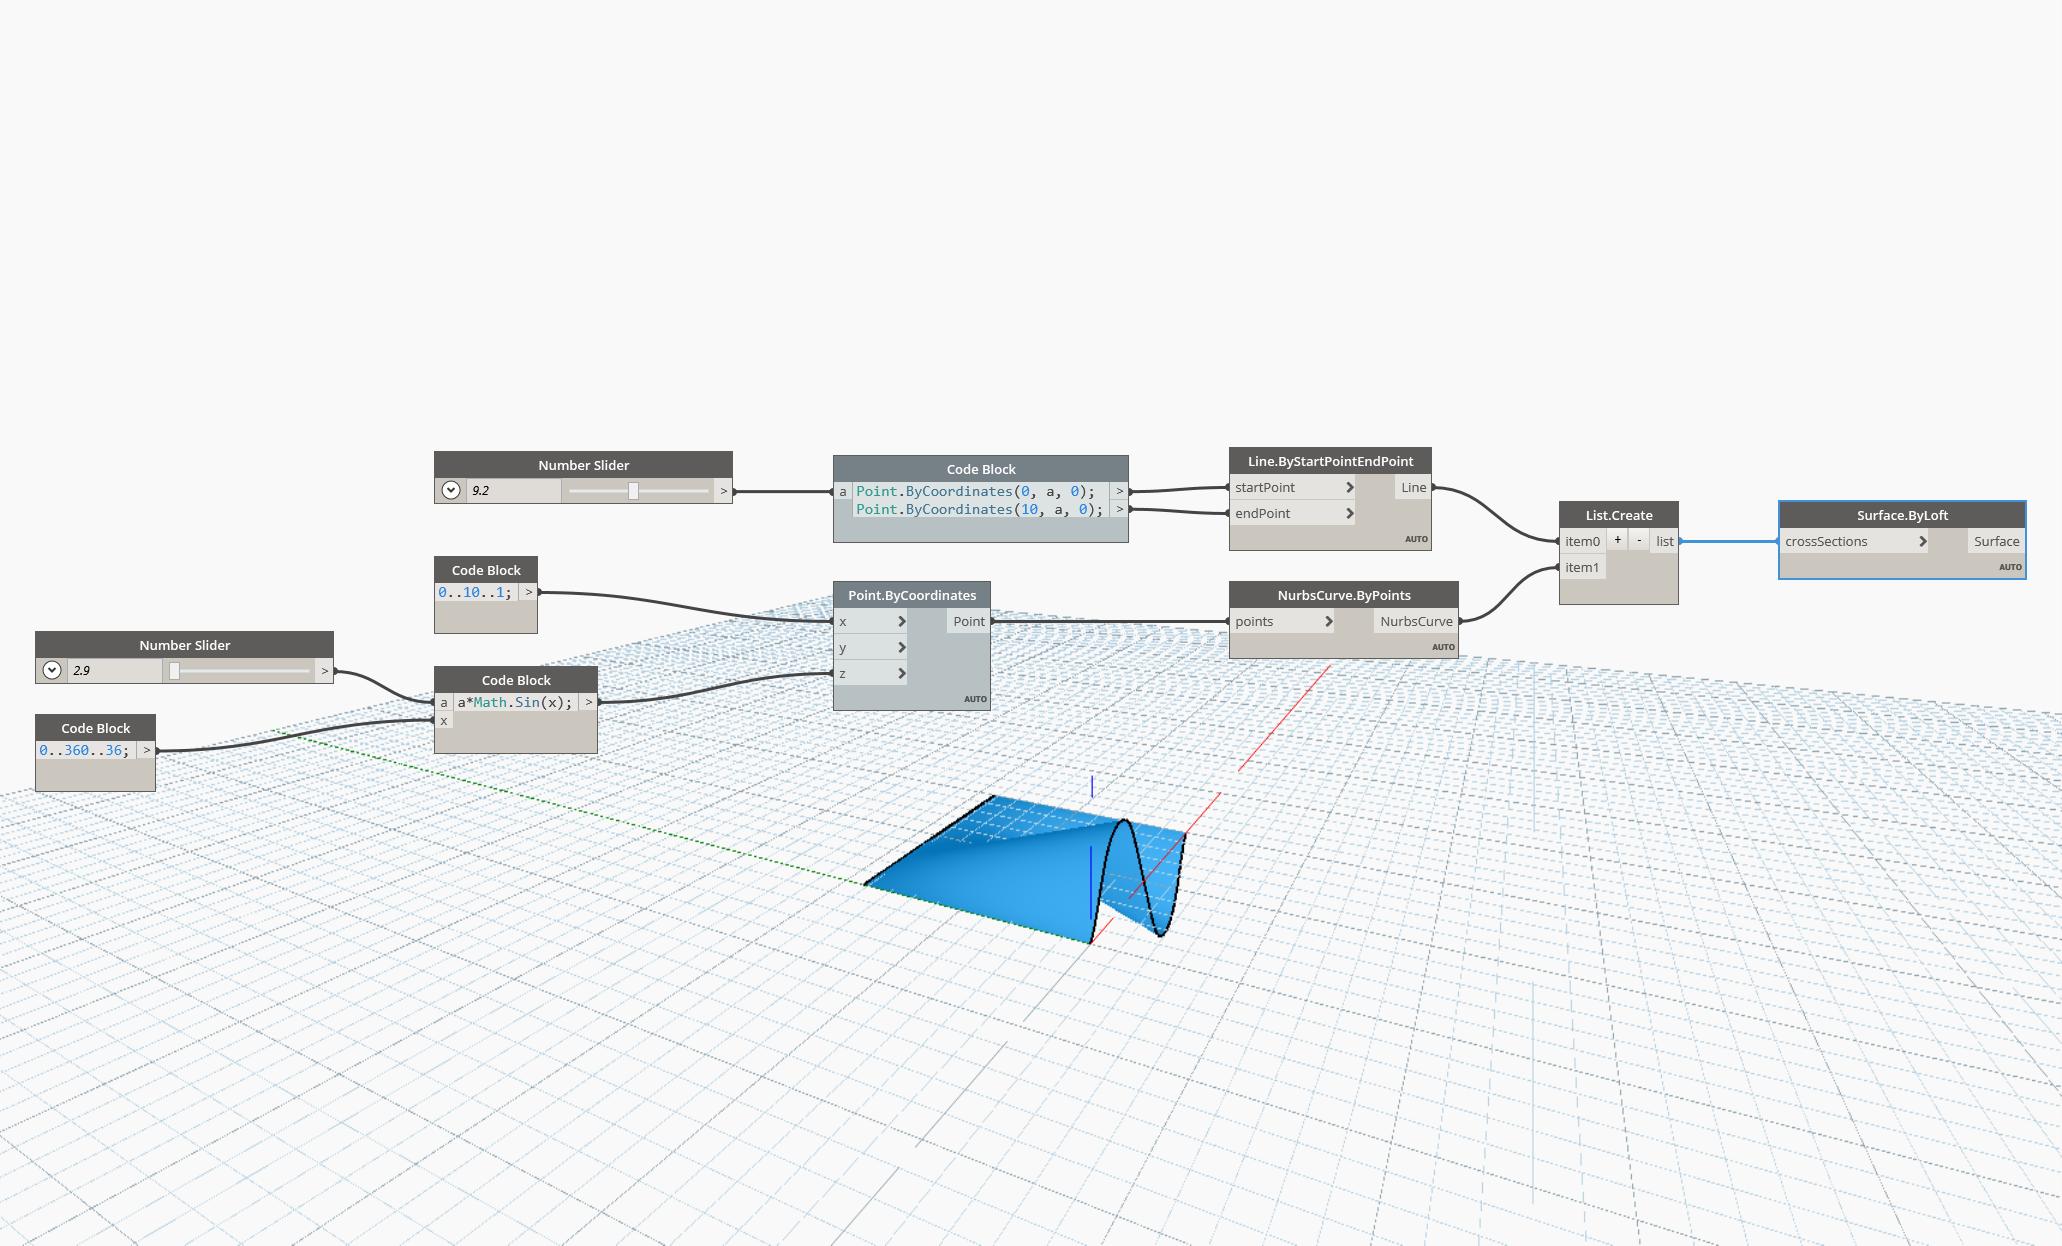 Number Slider
9.2
>
Code Block
a Point.ByCoordinates(0, a, 0); >
Point.ByCoordinates(10, a, 0); >
Line.ByStartPointEndPoint
startPoint Line
endPoint
AUTO
List.Create
item0 + - list
item1
Surface.ByLoft
crossSections Surface
AUTO
Code Block
0..10..1; >
Point.ByCoordinates
x Point
y
z
AUTO
NurbsCurve.ByPoints
points NurbsCurve
AUTO
Number Slider
2.9
>
Code Block
a a*Math.Sin(x); >
x
Code Block
0..360..36; >